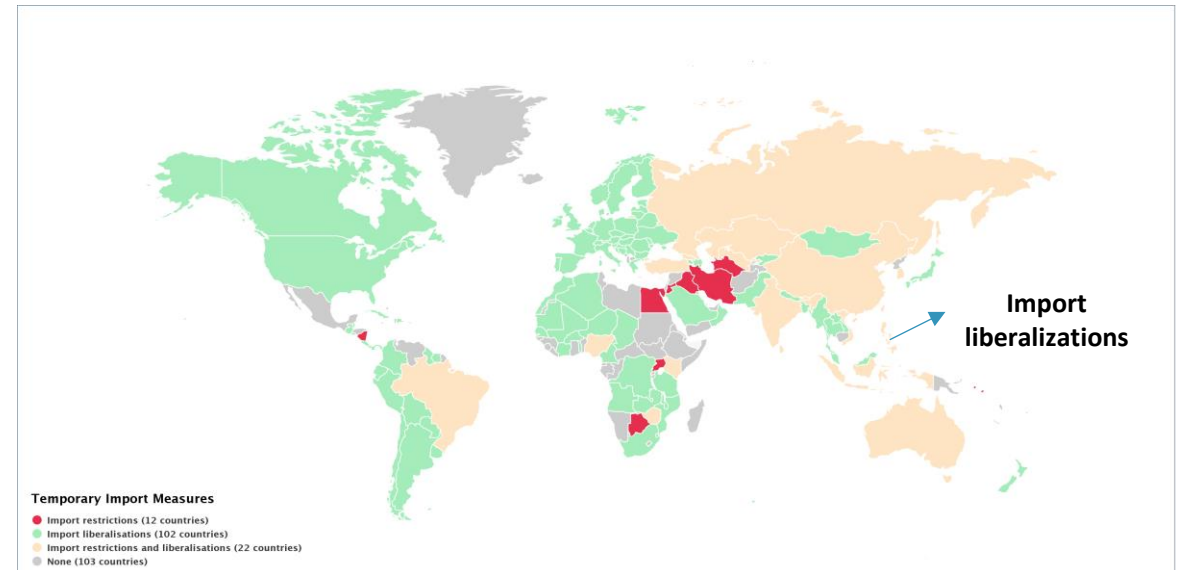 Import
liberalizations
Temporary Import Measures
Import restrictions (12 countries)
Import liberalisations (102 countries)
Import restrictions and liberalisations (22 countries)
None (103 countries)